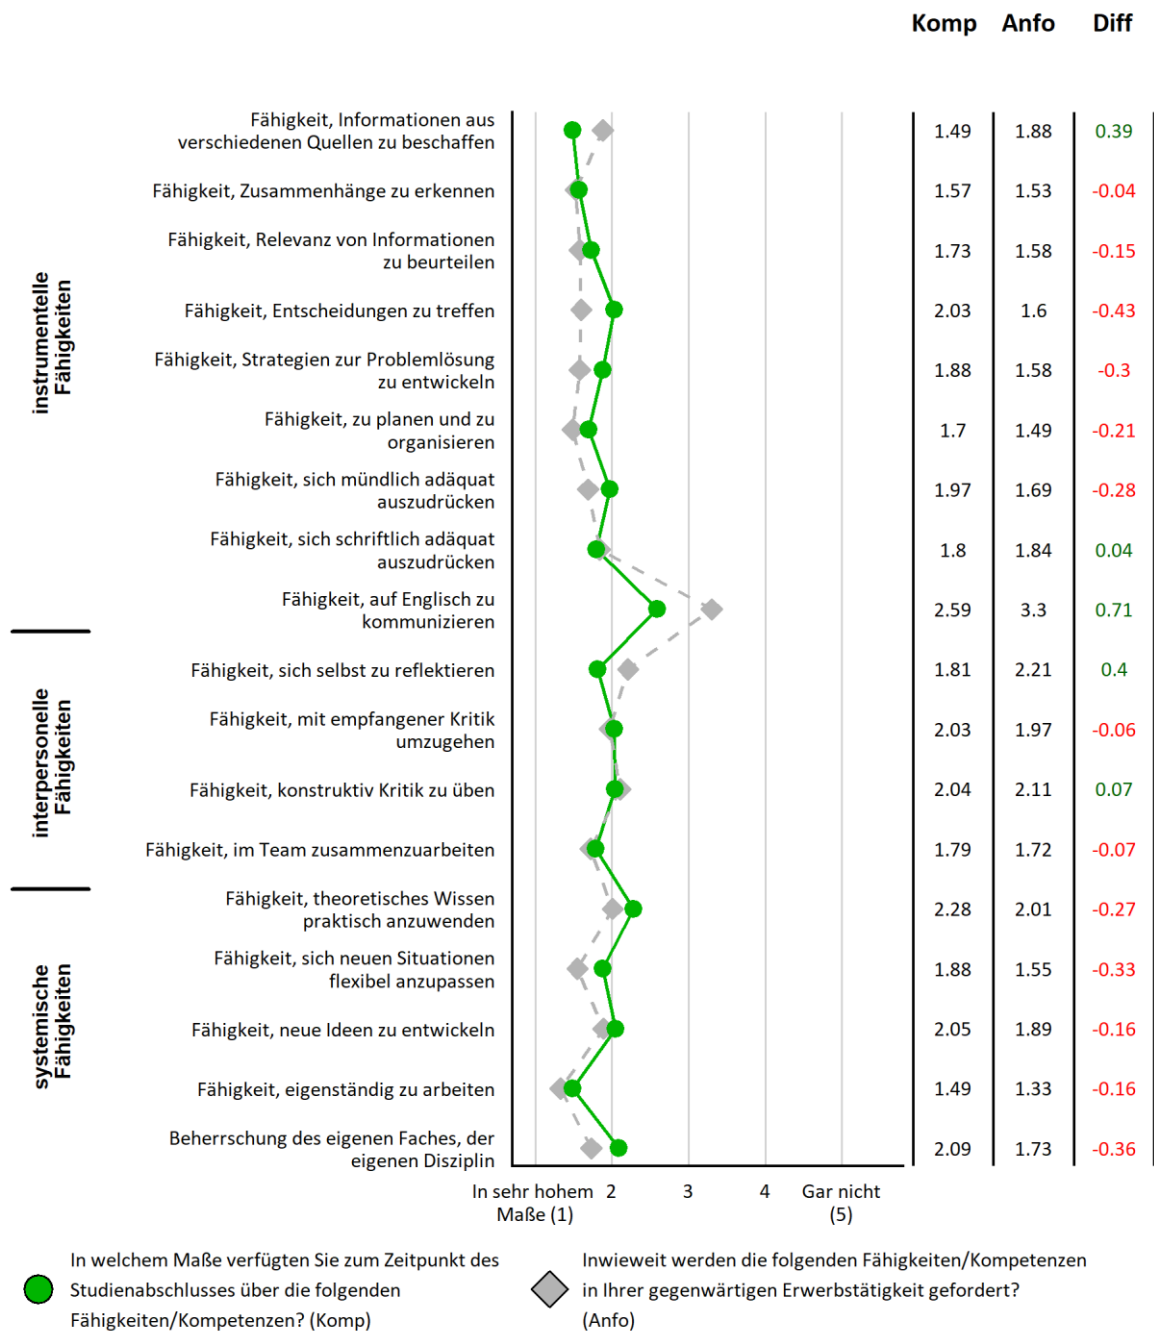 Komp Anfo Diff
instrumentelle
Fähigkeiten
Fähigkeit, Informationen aus
verschiedenen Quellen zu beschaffen 1.49 1.88 0.39
Fähigkeit, Zusammenhänge zu erkennen 1.57 1.53 -0.04
Fähigkeit, Relevanz von Informationen
zu beurteilen 1.73 1.58 -0.15
Fähigkeit, Entscheidungen zu treffen 2.03 1.6 -0.43
Fähigkeit, Strategien zur Problemlösung
zu entwickeln 1.88 1.58 -0.3
Fähigkeit, zu planen und zu
organisieren 1.7 1.49 -0.21
Fähigkeit, sich mündlich adäquat
auszudrücken 1.97 1.69 -0.28
Fähigkeit, sich schriftlich adäquat
auszudrücken 1.8 1.84 0.04
Fähigkeit, auf Englisch zu
kommunizieren 2.59 3.3 0.71
interpersonelle
Fähigkeiten
Fähigkeit, sich selbst zu reflektieren 1.81 2.21 0.4
Fähigkeit, mit empfangener Kritik
umzugehen 2.03 1.97 -0.06
Fähigkeit, konstruktiv Kritik zu üben 2.04 2.11 0.07
Fähigkeit, im Team zusammenzuarbeiten 1.79 1.72 -0.07
systemische
Fähigkeiten
Fähigkeit, theoretisches Wissen
praktisch anzuwenden 2.28 2.01 -0.27
Fähigkeit, sich neuen Situationen
flexibel anzupassen 1.88 1.55 -0.33
Fähigkeit, neue Ideen zu entwickeln 2.05 1.89 -0.16
Fähigkeit, eigenständig zu arbeiten 1.49 1.33 -0.16
Beherrschung des eigenen Faches, der
eigenen Disziplin 2.09 1.73 -0.36
In sehr hohem 2 3 4 Gar nicht
Maße (1) (5)
In welchem Maße verfügten Sie zum Zeitpunkt des
Studienabschlusses über die folgenden
Fähigkeiten/Kompetenzen? (Komp)
Inwieweit werden die folgenden Fähigkeiten/Kompetenzen
in Ihrer gegenwärtigen Erwerbstätigkeit gefordert?
(Anfo)